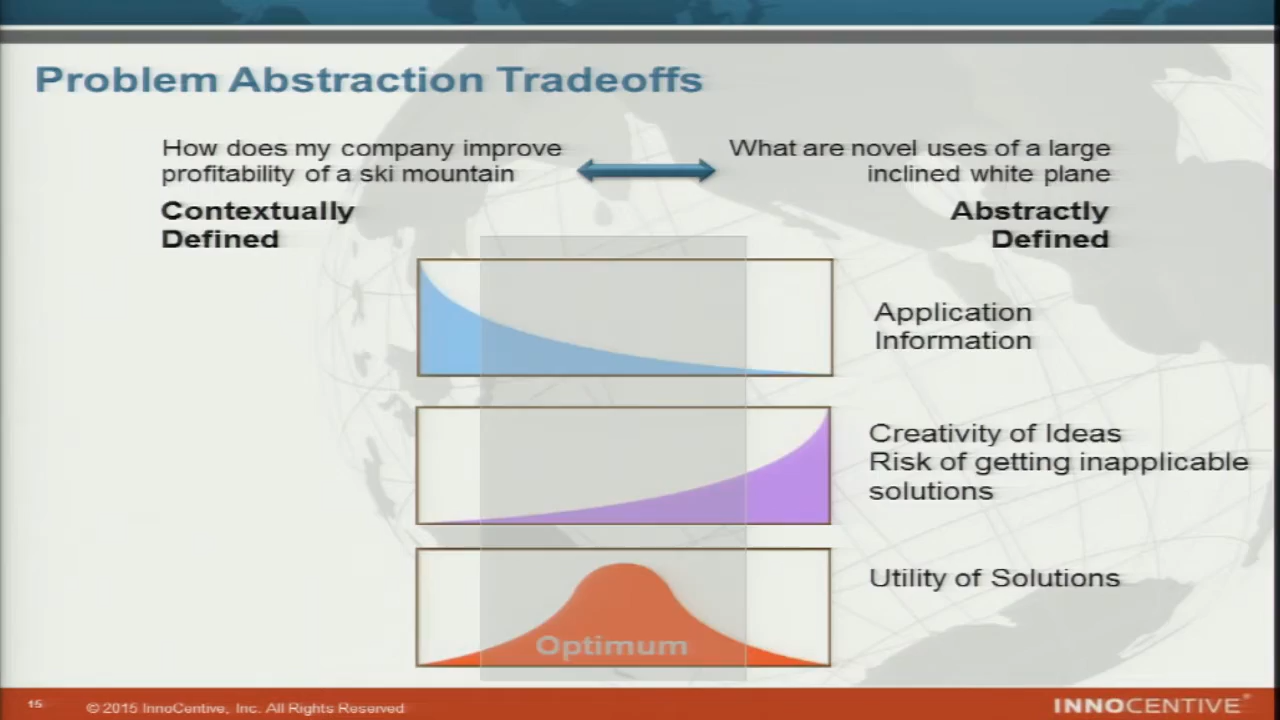 Problem Abstraction Tradeoffs
How does my company improve
profitability of a ski mountain
What are novel uses of a large
inclined white plane
Contextually
Defined
Abstractly
Defined
Application
Information
Creativity of Ideas
Risk of getting inapplicable
solutions
Utility of Solutions
Optimum
15
© 2015 InnoCentive, Inc. All Rights Reserved
INNOCENTIVE®